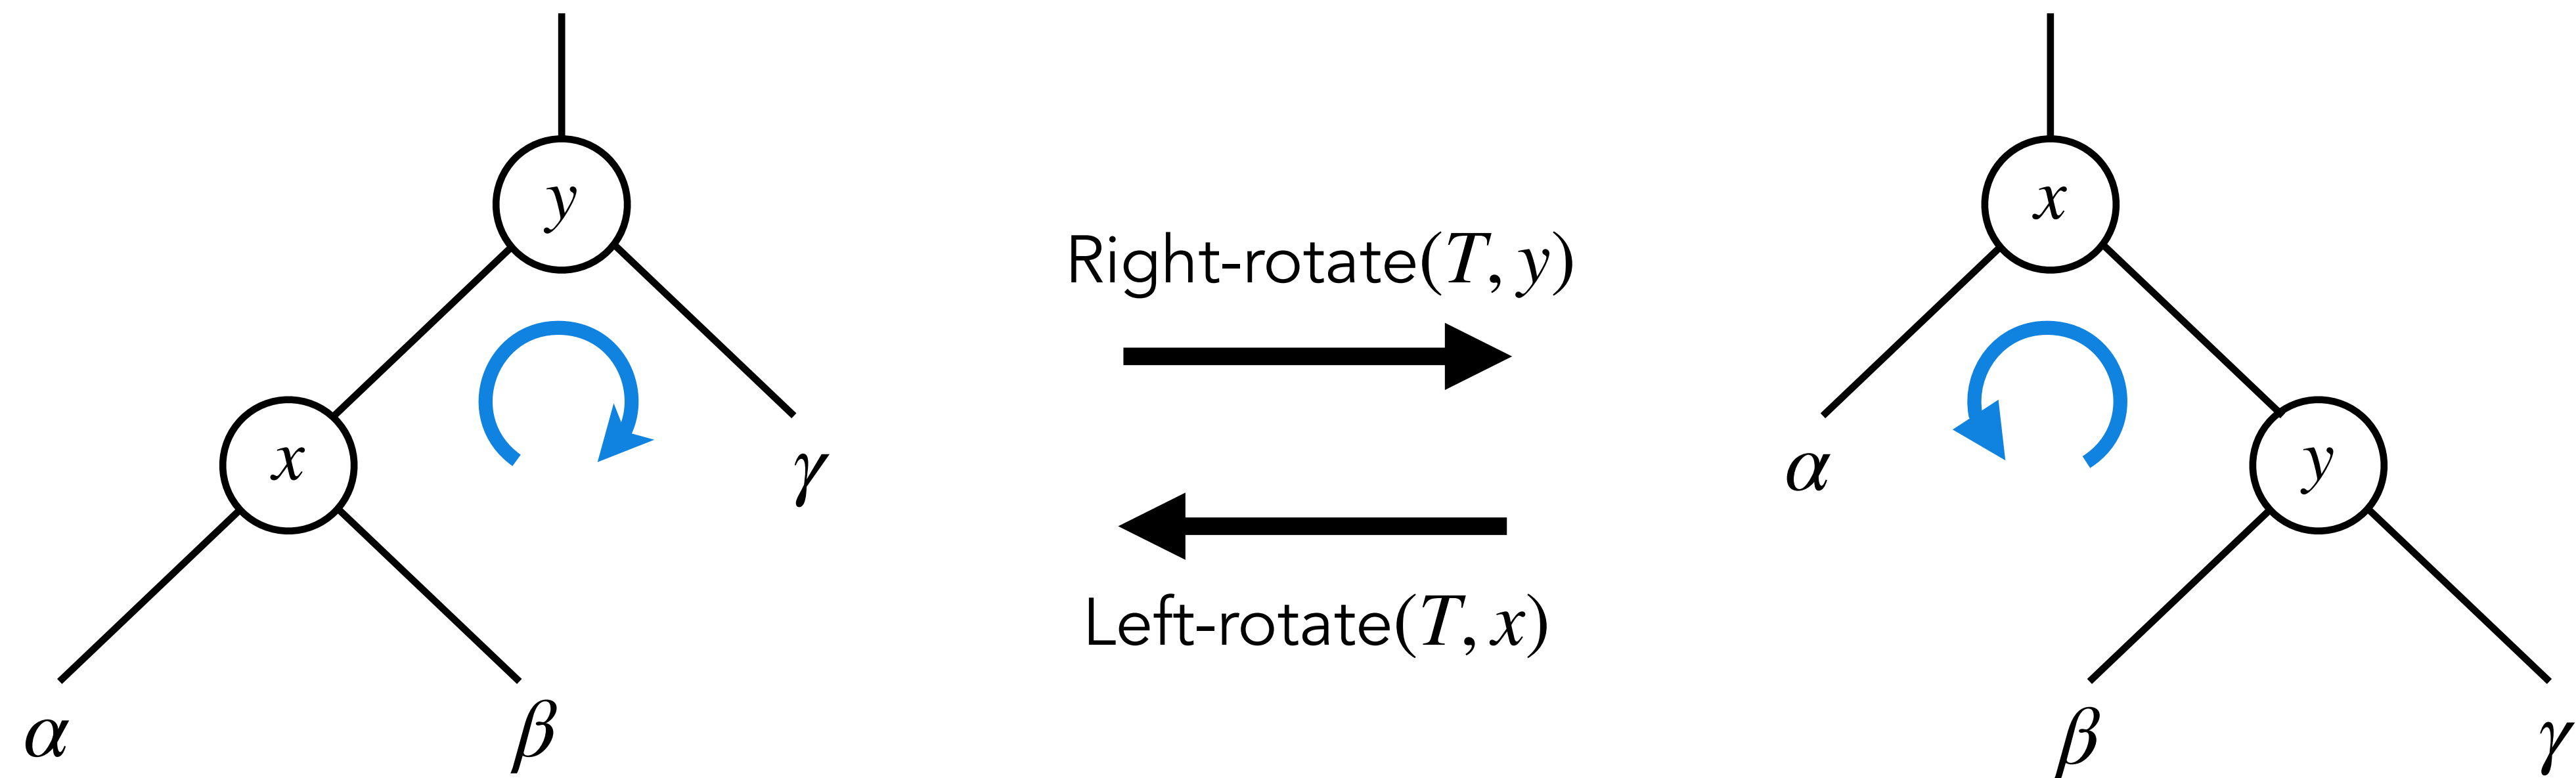 y
x
γ
α
β
Right-rotate(T, y)
Left-rotate(T, x)
x
α
y
β
γ